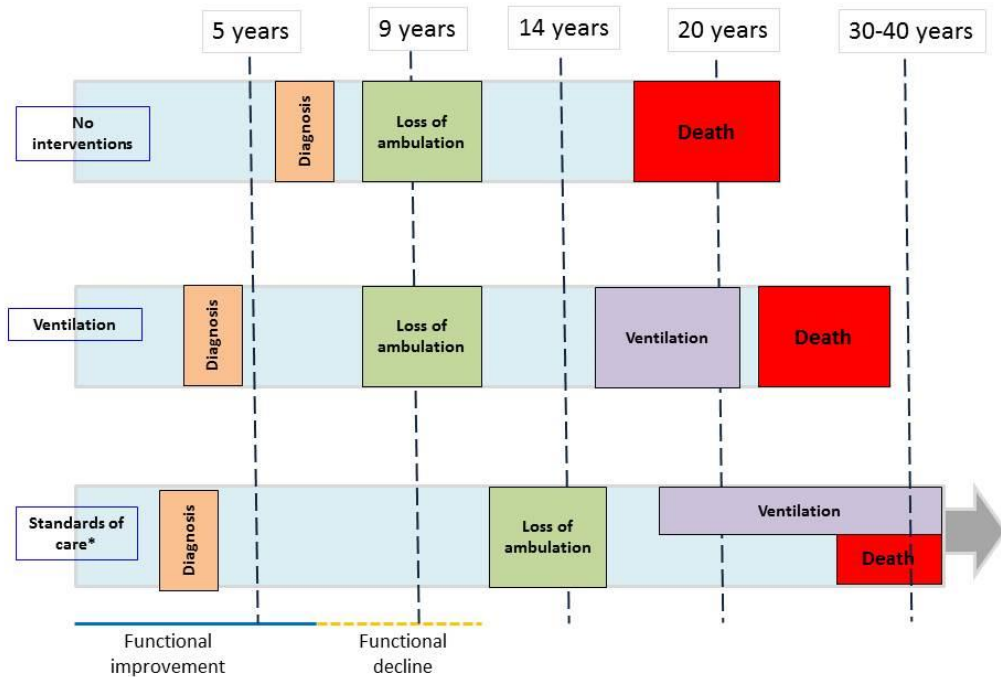 5 years
9 years
14 years
20 years
30-40 years
No
interventions
Diagnosis
Loss of
ambulation
Death
Ventilation
Diagnosis
Loss of
ambulation
Ventilation
Death
Standards of
care*
Diagnosis
Loss of
ambulation
Ventilation
Death
Functional
improvement
Functional
decline